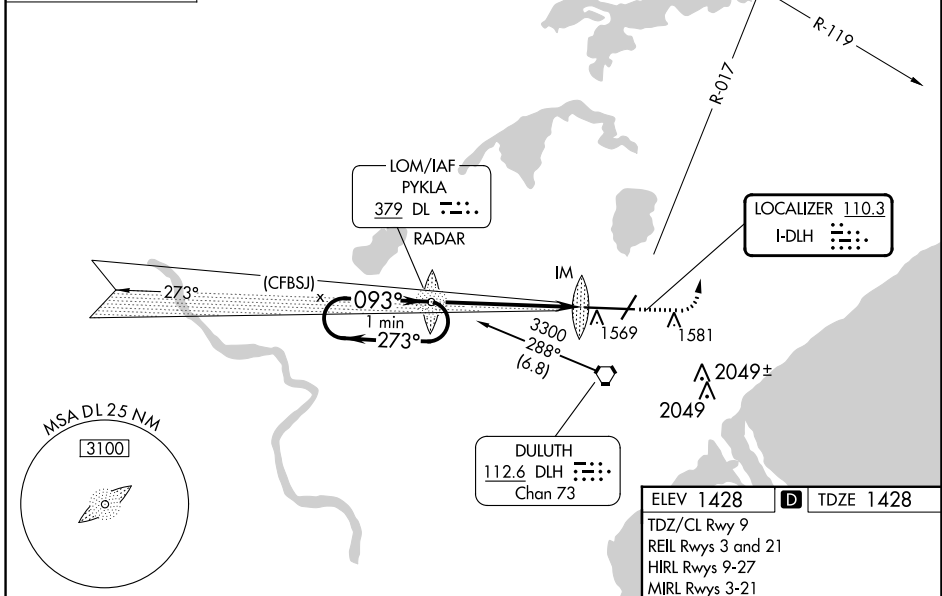 R-119
R-017
LOM/IAF
PYKLA
379 DL
RADAR
LOCALIZER 110.3
I-DLH
IM
(CFBSJ)
273°
x
093°
1 min
273°
3300
288°
(6.8)
1569
1581
2049±
2049
MSA DL 25 NM
3100
DULUTH
112.6 DLH
Chan 73
ELEV 1428 D TDZE 1428
TDZ/CL Rwy 9
REIL Rwys 3 and 21
HIRL Rwys 9-27
MIRL Rwys 3-21